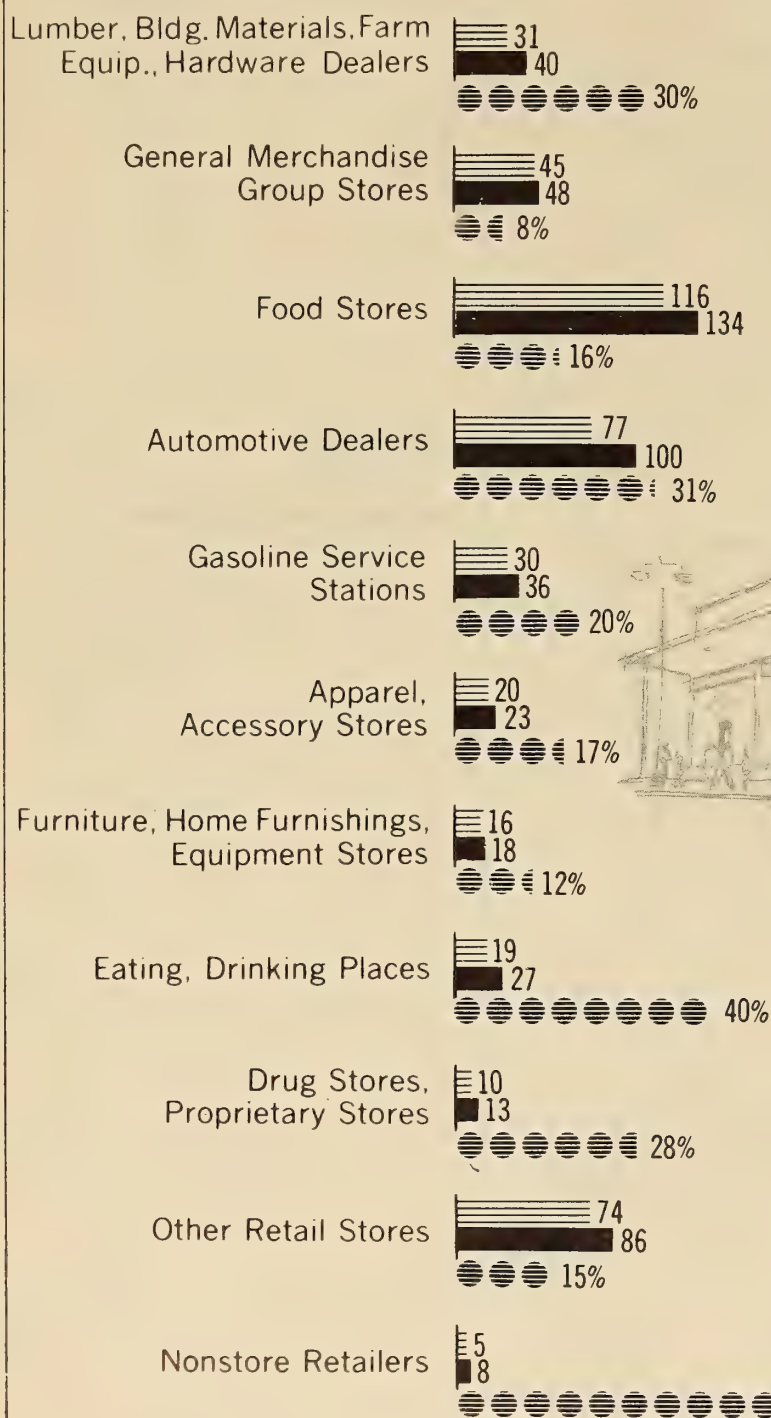 Lumber, Bldg. Materials, Farm
Equip., Hardware Dealers
31
40
30%
General Merchandise
Group Stores
45
48
8%
Food Stores
116
134
16%
Automotive Dealers
77
100
31%
Gasoline Service
Stations
30
36
20%
Apparel,
Accessory Stores
20
23
17%
Furniture, Home Furnishings,
Equipment Stores
16
18
12%
Eating, Drinking Places
19
27
40%
Drug Stores,
Proprietary Stores
10
13
28%
Other Retail Stores
74
86
15%
Nonstore Retailers
5
8